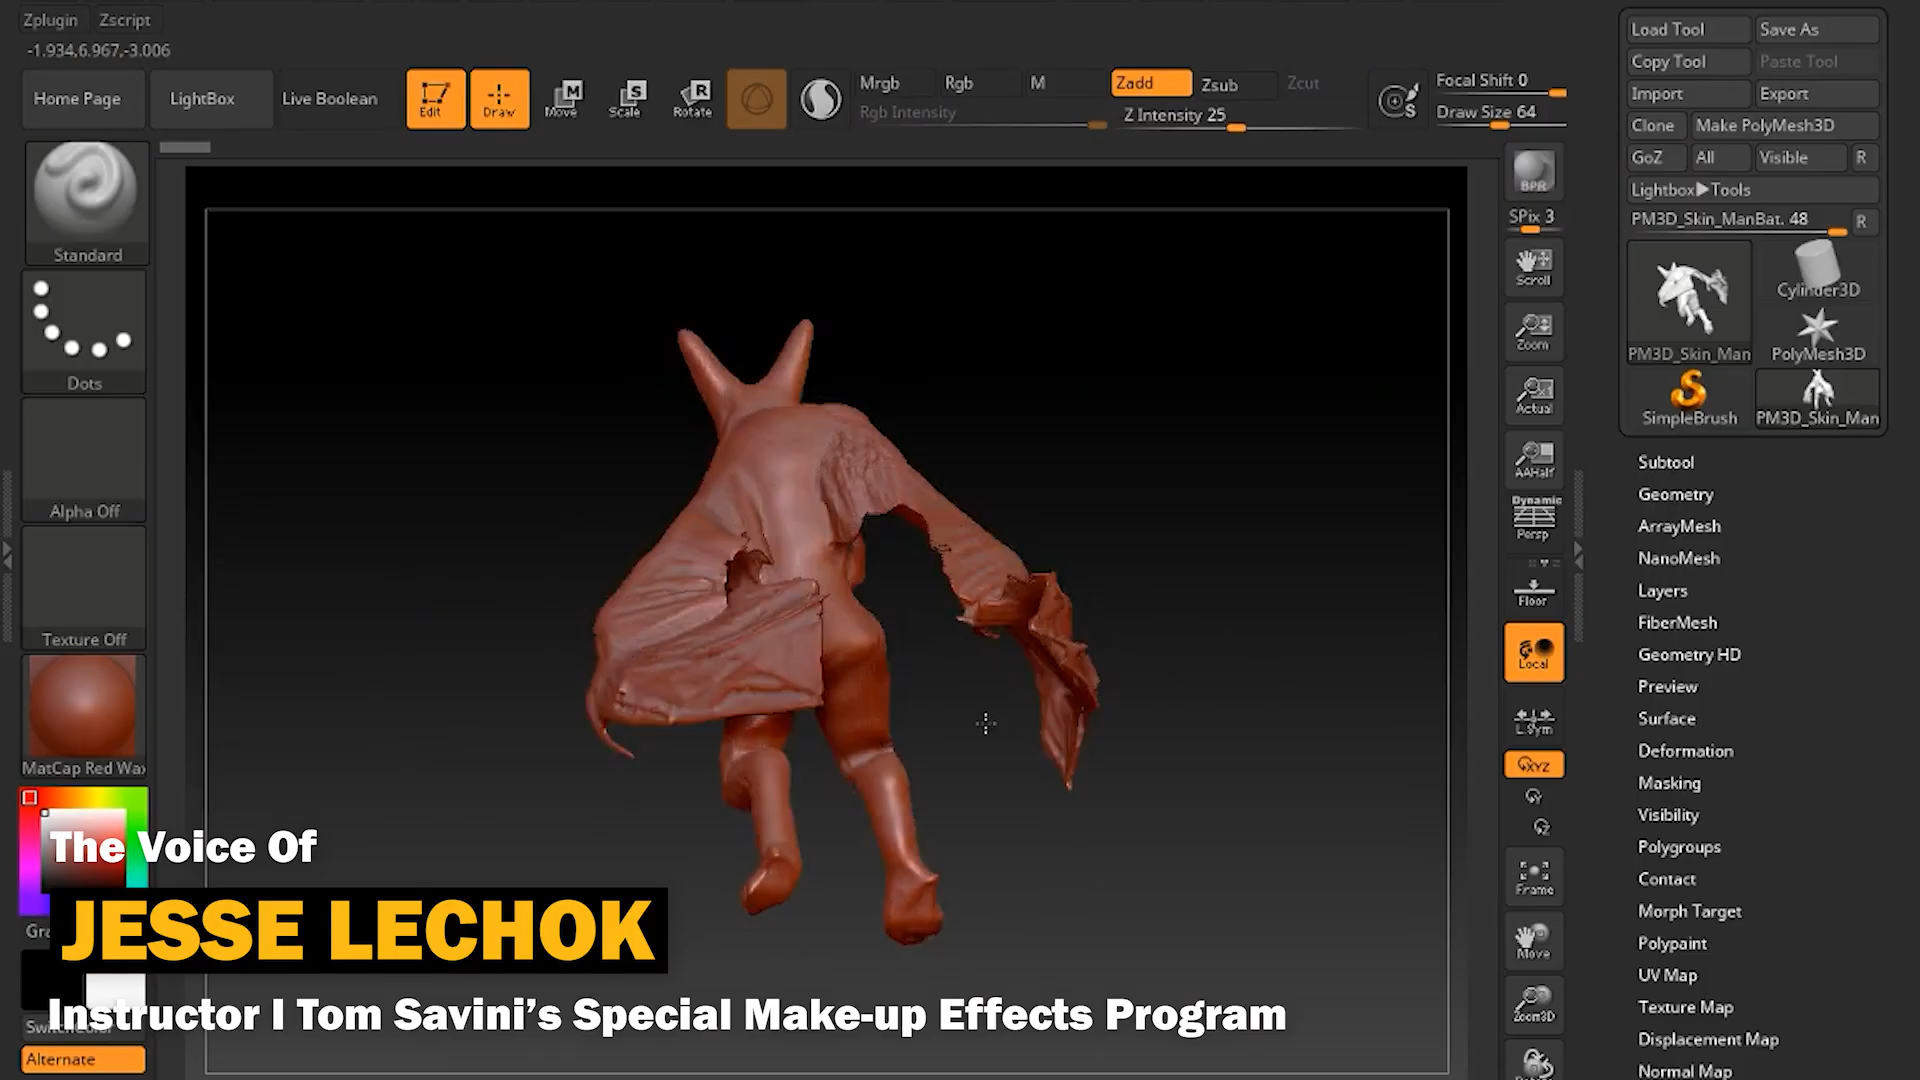 Zplugin Zscript
-1.934,6.967,-3.006
Home Page LightBox Live Boolean Edit Draw Move Scale Rotate
Mrgb Rgb M Zadd Zsub Zcut
Rgb Intensity Z Intensity 25
Focal Shift 0
Draw Size 64
Standard
Dots
Alpha Off
Texture Off
MatCap Red Wax
Gra
SwitchColor
Alternate
BPR
SPix 3
Scroll
Zoom
Actual
AAHalf
Dynamic
Persp
Floor
Local
L.Sym
XYZ
Y
Z
Frame
Move
Zoom3D
Load Tool Save As
Copy Tool Paste Tool
Import Export
Clone Make PolyMesh3D
GoZ All Visible R
Lightbox▶Tools
PM3D_Skin_ManBat. 48 R
Cylinder3D
PM3D_Skin_Man PolyMesh3D
SimpleBrush PM3D_Skin_Man
Subtool
Geometry
ArrayMesh
NanoMesh
Layers
FiberMesh
Geometry HD
Preview
Surface
Deformation
Masking
Visibility
Polygroups
Contact
Morph Target
Polypaint
UV Map
Texture Map
Displacement Map
Normal Map
The Voice Of
JESSE LECHOK
Instructor | Tom Savini's Special Make-up Effects Program